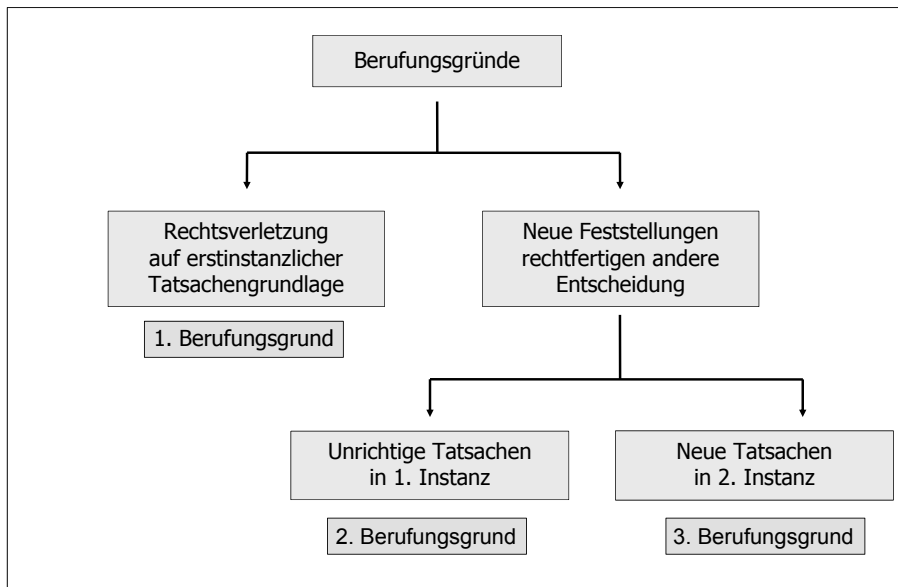 Berufungsgründe
Rechtsverletzung
auf erstinstanzlicher
Tatsachengrundlage
1. Berufungsgrund
Neue Feststellungen
rechtfertigen andere
Entscheidung
Unrichtige Tatsachen
in 1. Instanz
2. Berufungsgrund
Neue Tatsachen
in 2. Instanz
3. Berufungsgrund